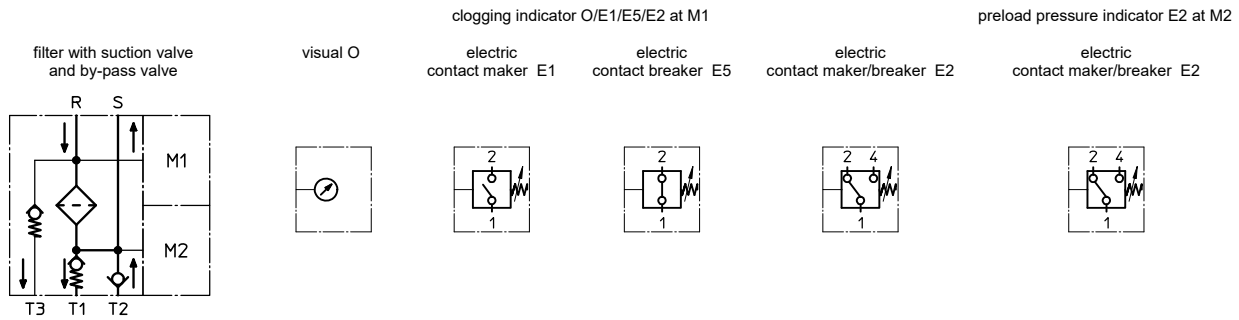 clogging indicator O/E1/E5/E2 at M1
preload pressure indicator E2 at M2
filter with suction valve
and by-pass valve
visual O
electric
contact maker E1
electric
contact breaker E5
electric
contact maker/breaker E2
electric
contact maker/breaker E2
R S
M1
M2
T3 T1 T2
2
1
2
1
2 4
1
2 4
1